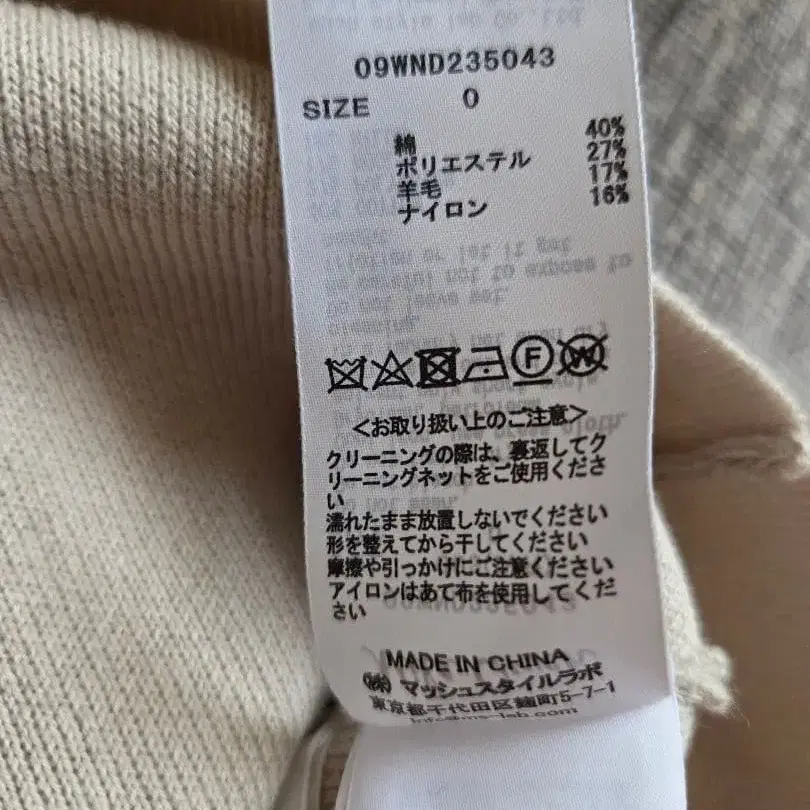 09WND235043
SIZE 0
綿 40%
ポリエステル 27%
羊毛 17%
ナイロン 16%
F W
<お取り扱い上のご注意>
クリーニングの際は、裏返してク
リーニングネットをご使用くださ
い
濡れたまま放置しないでください
形を整えてから干してください
摩擦や引っかけにご注意ください
アイロンはあて布を使用してくだ
さい
MADE IN CHINA
㈱ マッシュスタイルラボ
東京都千代田区麹町5-7-1
info@ms-lab.com